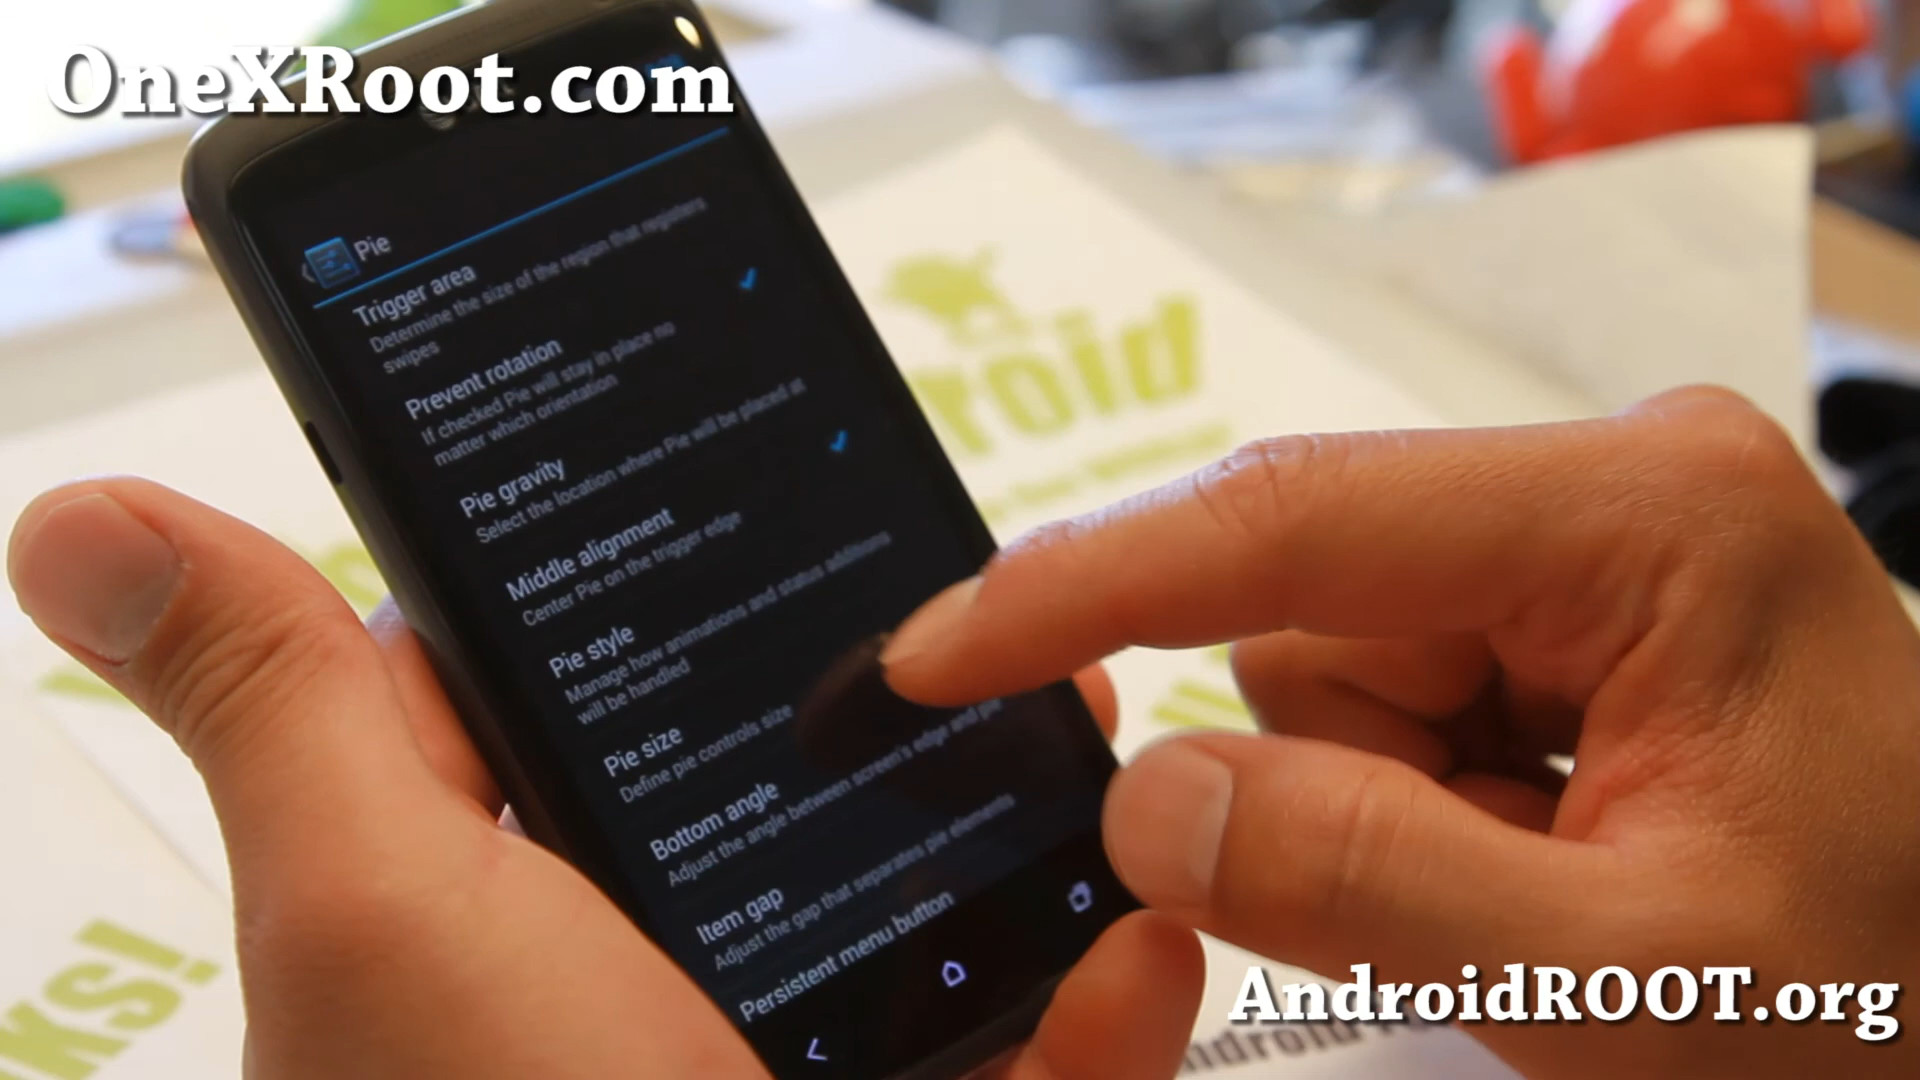 OneXRoot.com
Pie
Trigger area
Determine the size of the region that registers
swipes
Prevent rotation
If checked Pie will stay in place no
matter which orientation
Pie gravity
Select the location where Pie will be placed at
Middle alignment
Center Pie on the trigger edge
Pie style
Manage how animations and status additions
will be handled
Pie size
Define pie controls size
Bottom angle
Adjust the angle between screen's edge and pie
Item gap
Adjust the gap that separates pie elements
Persistent menu button
roid
AndroidROOT.org